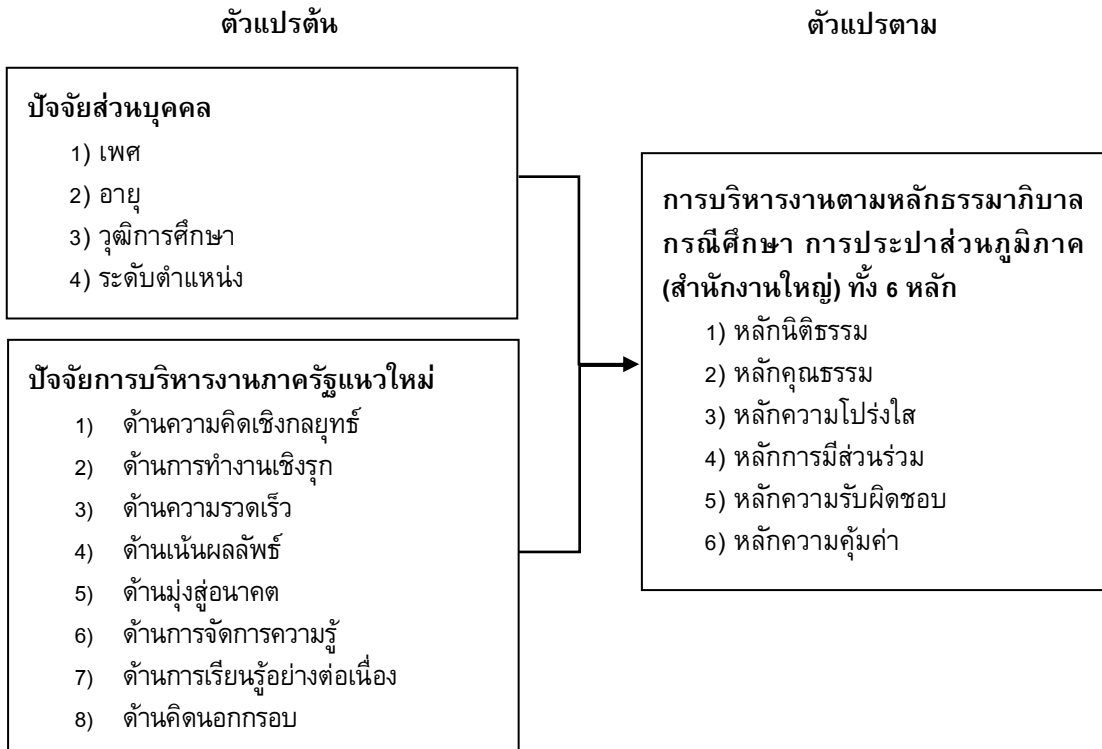 ตัวแปรต้น
ตัวแปรตาม
ปัจจัยส่วนบุคคล
1) เพศ
2) อายุ
3) วุฒิการศึกษา
4) ระดับตำแหน่ง
ปัจจัยการบริหารงานภาครัฐแนวใหม่
1) ด้านความคิดเชิงกลยุทธ์
2) ด้านการทำงานเชิงรุก
3) ด้านความรวดเร็ว
4) ด้านเน้นผลลัพธ์
5) ด้านมุ่งสู่อนาคต
6) ด้านการจัดการความรู้
7) ด้านการเรียนรู้อย่างต่อเนื่อง
8) ด้านคิดนอกกรอบ
การบริหารงานตามหลักธรรมาภิบาล
กรณีศึกษา การประปาส่วนภูมิภาค
(สำนักงานใหญ่) ทั้ง 6 หลัก
1) หลักนิติธรรม
2) หลักคุณธรรม
3) หลักความโปร่งใส
4) หลักการมีส่วนร่วม
5) หลักความรับผิดชอบ
6) หลักความคุ้มค่า